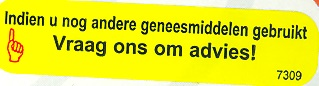 Indien u nog andere geneesmiddelen gebruikt
Vraag ons om advies!
7309